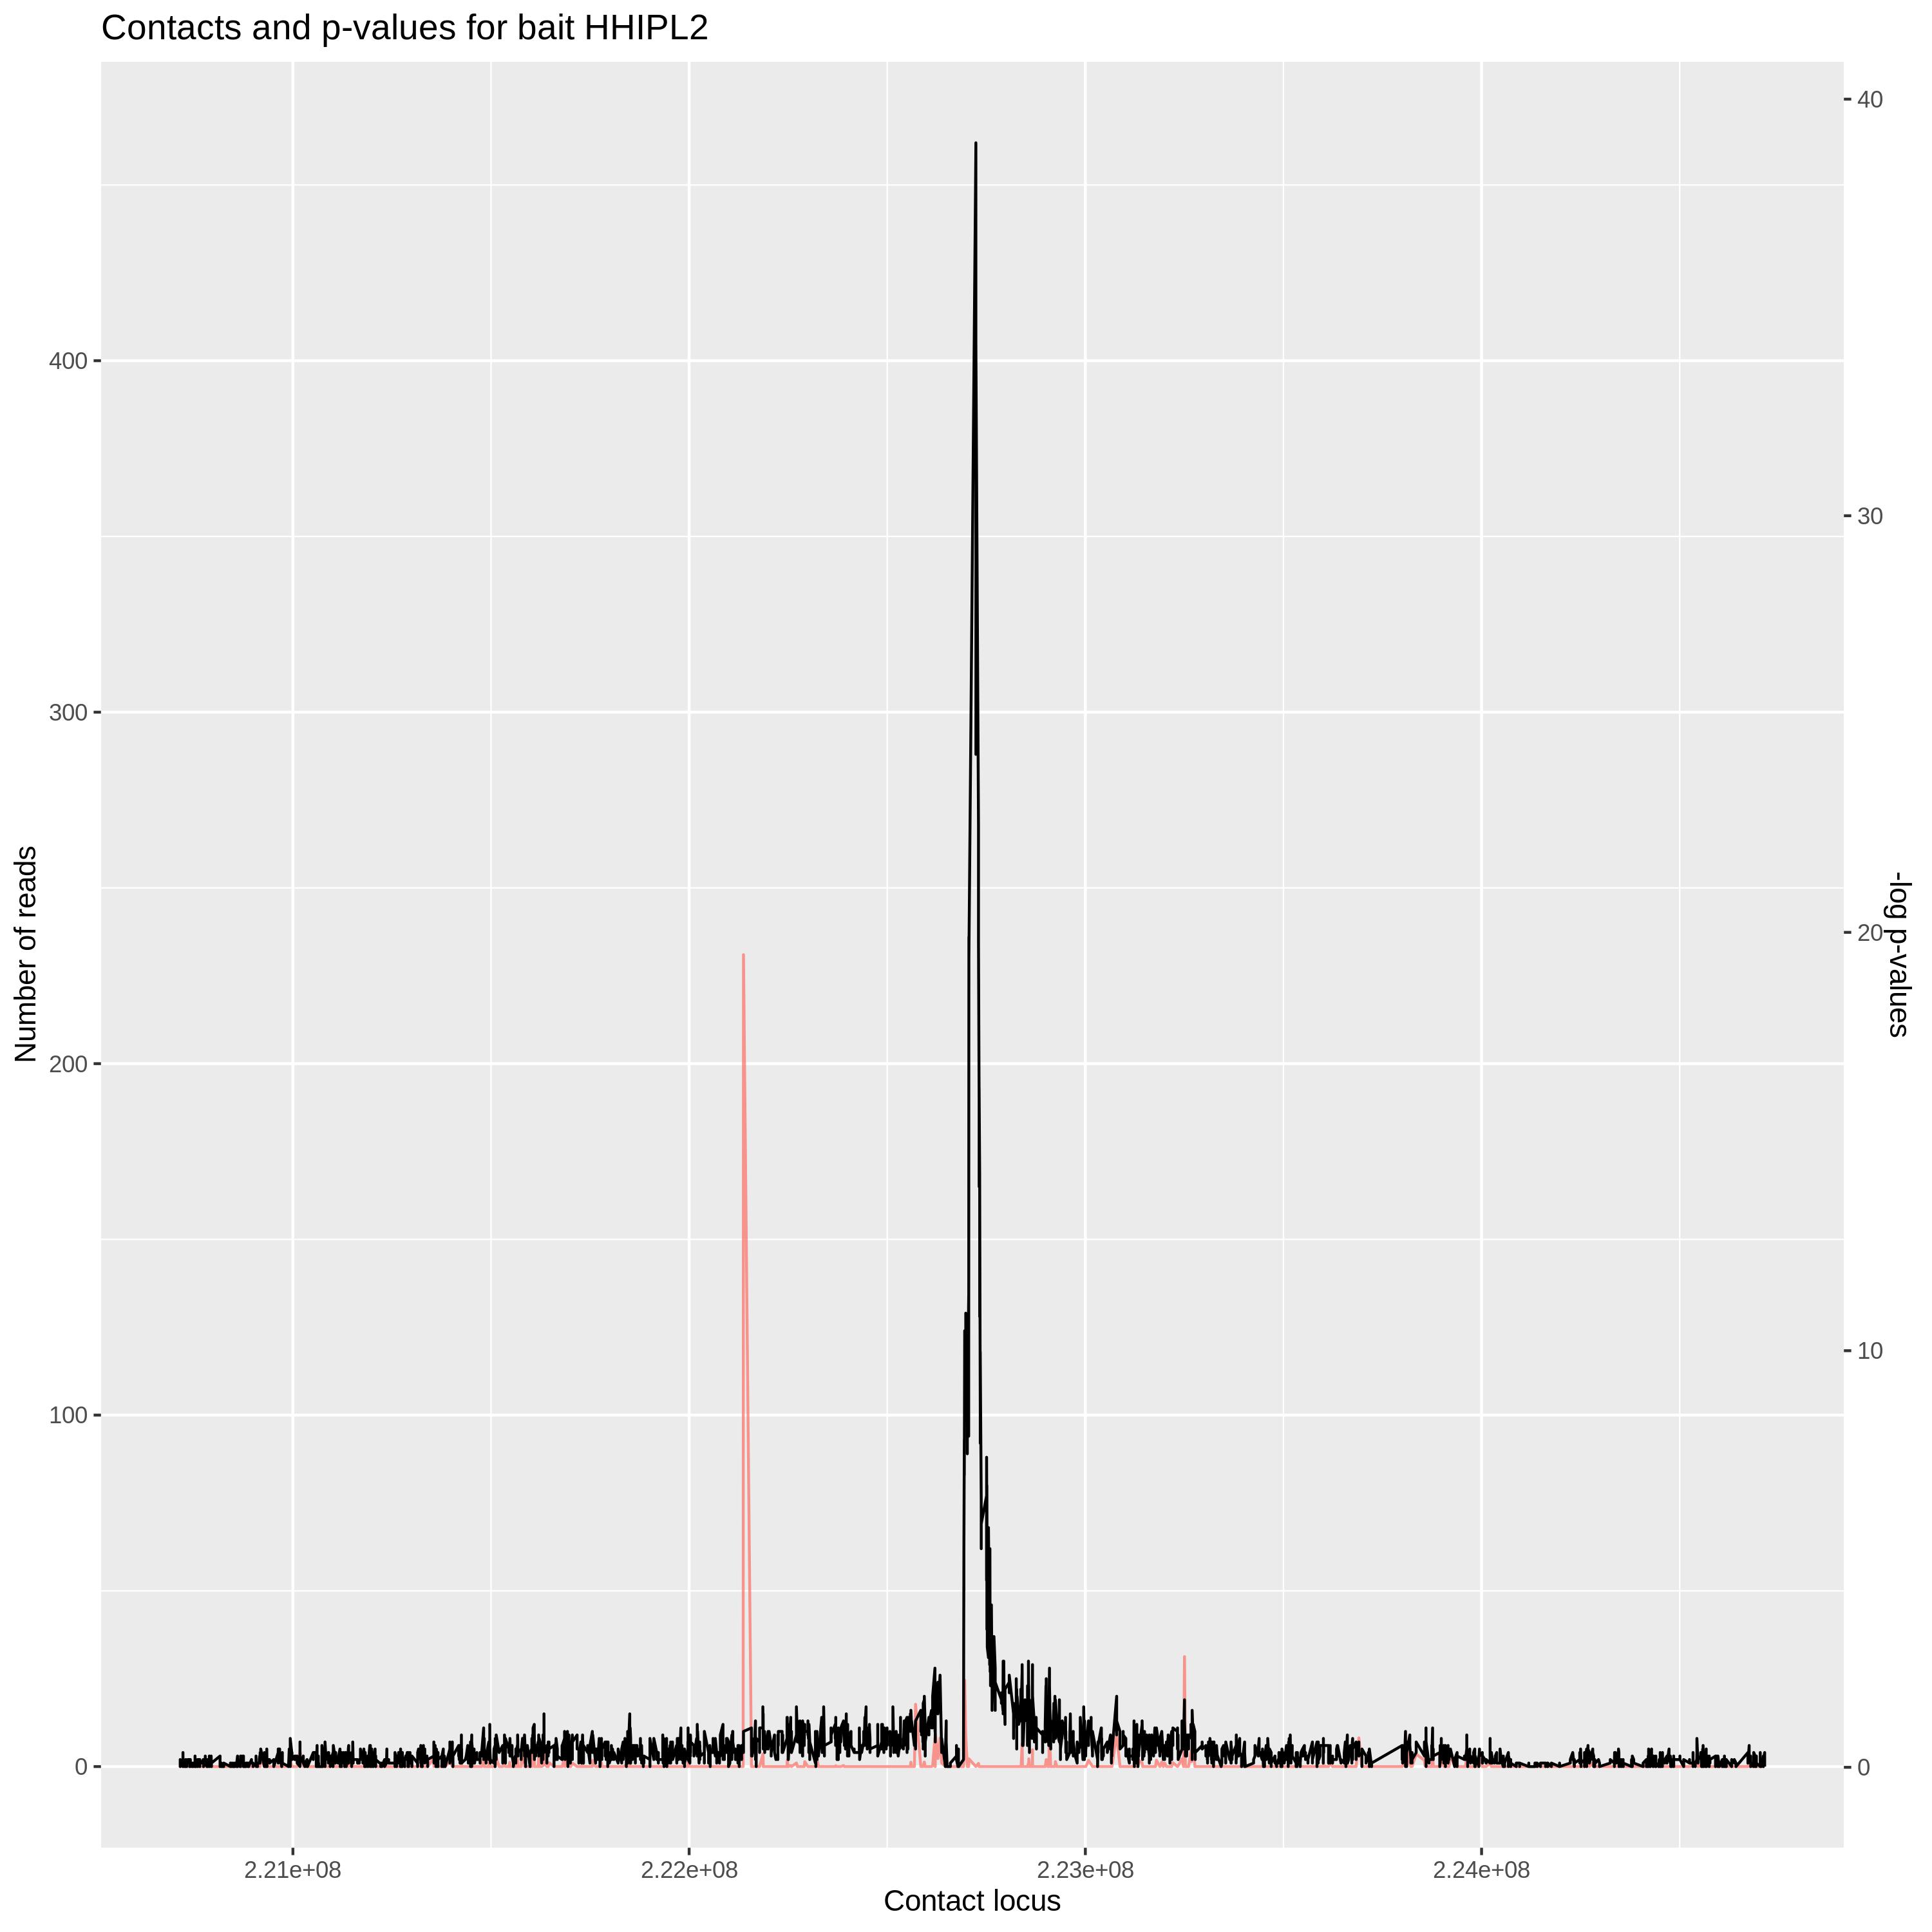 Contacts and p-values for bait HHIPL2
40
400
30
300
Number of reads
-log p-values
20
200
10
100
0
0
2.21e+08 2.22e+08 2.23e+08 2.24e+08
Contact locus